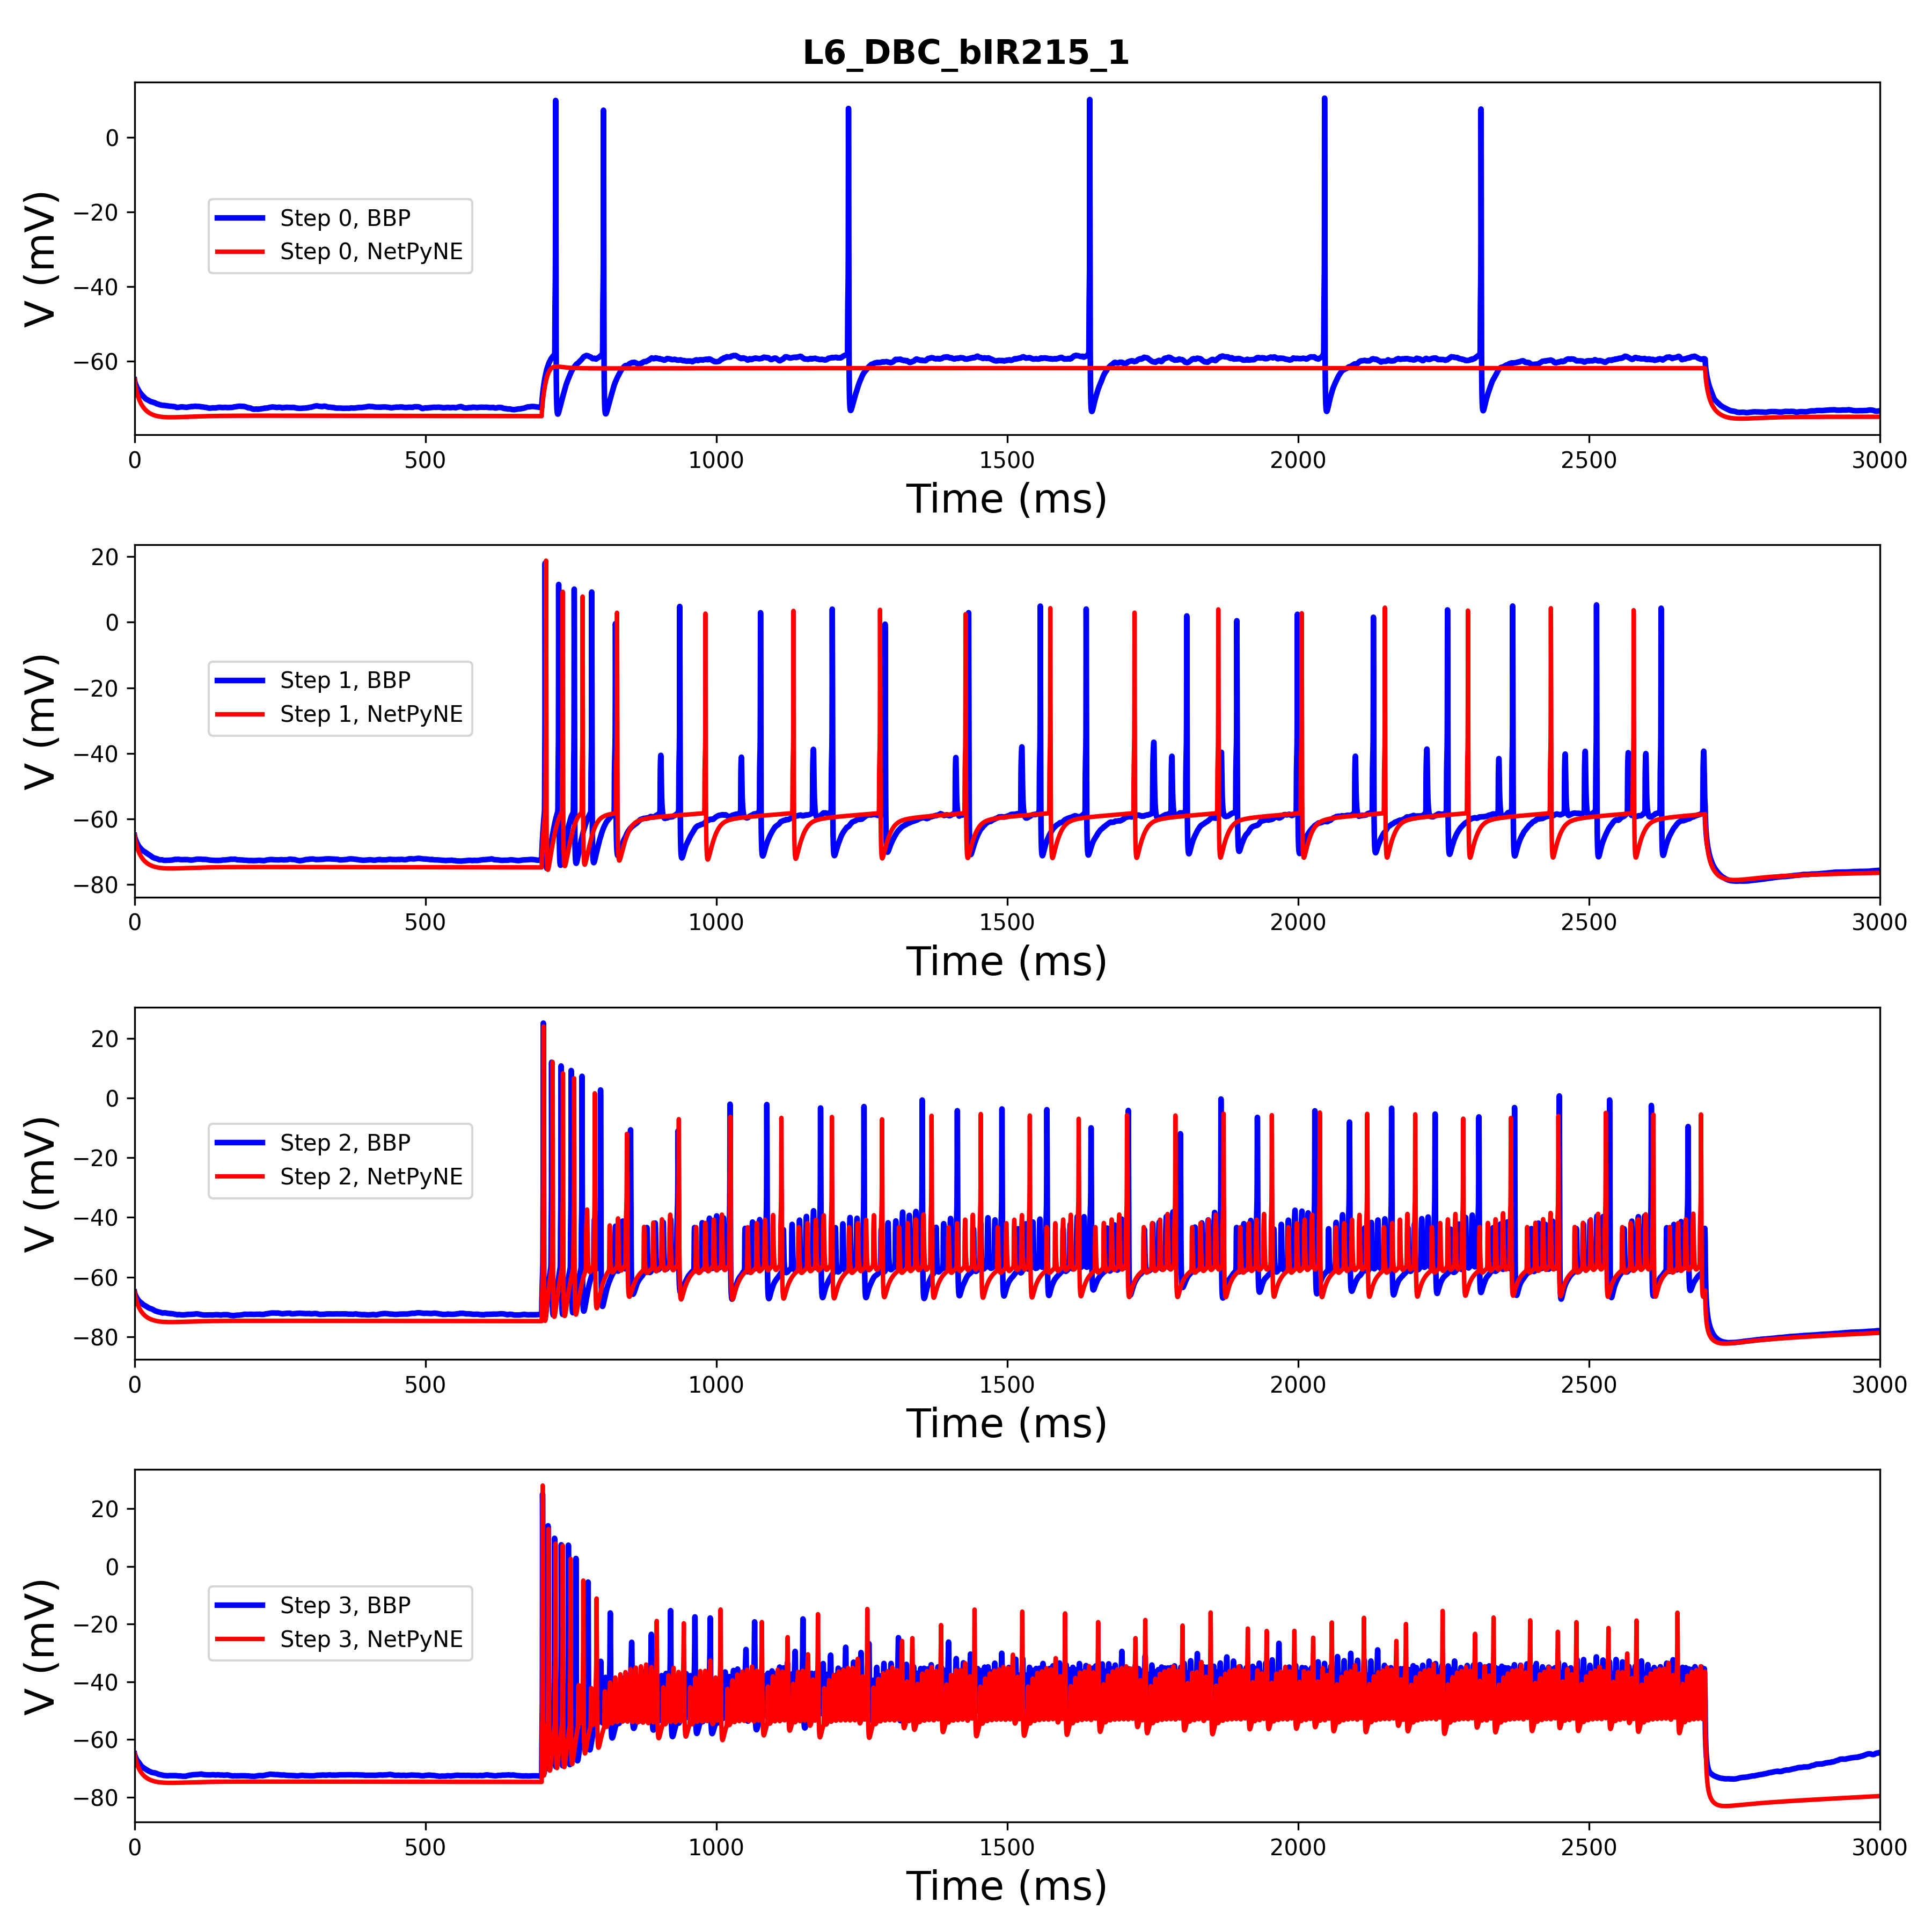 L6_DBC_bIR215_1
0
−20
−40
−60
V (mV)
Step 0, BBP
Step 0, NetPyNE
0 500 1000 1500 2000 2500 3000
Time (ms)
20
0
−20
−40
−60
−80
V (mV)
Step 1, BBP
Step 1, NetPyNE
0 500 1000 1500 2000 2500 3000
Time (ms)
20
0
−20
−40
−60
−80
V (mV)
Step 2, BBP
Step 2, NetPyNE
0 500 1000 1500 2000 2500 3000
Time (ms)
20
0
−20
−40
−60
−80
V (mV)
Step 3, BBP
Step 3, NetPyNE
0 500 1000 1500 2000 2500 3000
Time (ms)